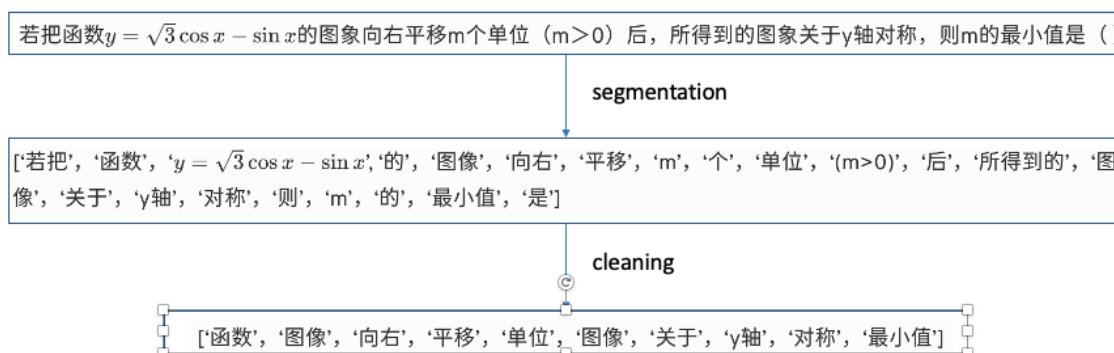 若把函数y = √3 cos x − sin x的图象向右平移m个单位（m＞0）后，所得到的图象关于y轴对称，则m的最小值是（ ）
segmentation
['若把', '函数', 'y = √3 cos x − sin x', '的', '图像', '向右', '平移', 'm', '个', '单位', '(m>0)', '后', '所得到的', '图
像', '关于', 'y轴', '对称', '则', 'm', '的', '最小值', '是']
cleaning
['函数', '图像', '向右', '平移', '单位', '图像', '关于', 'y轴', '对称', '最小值']